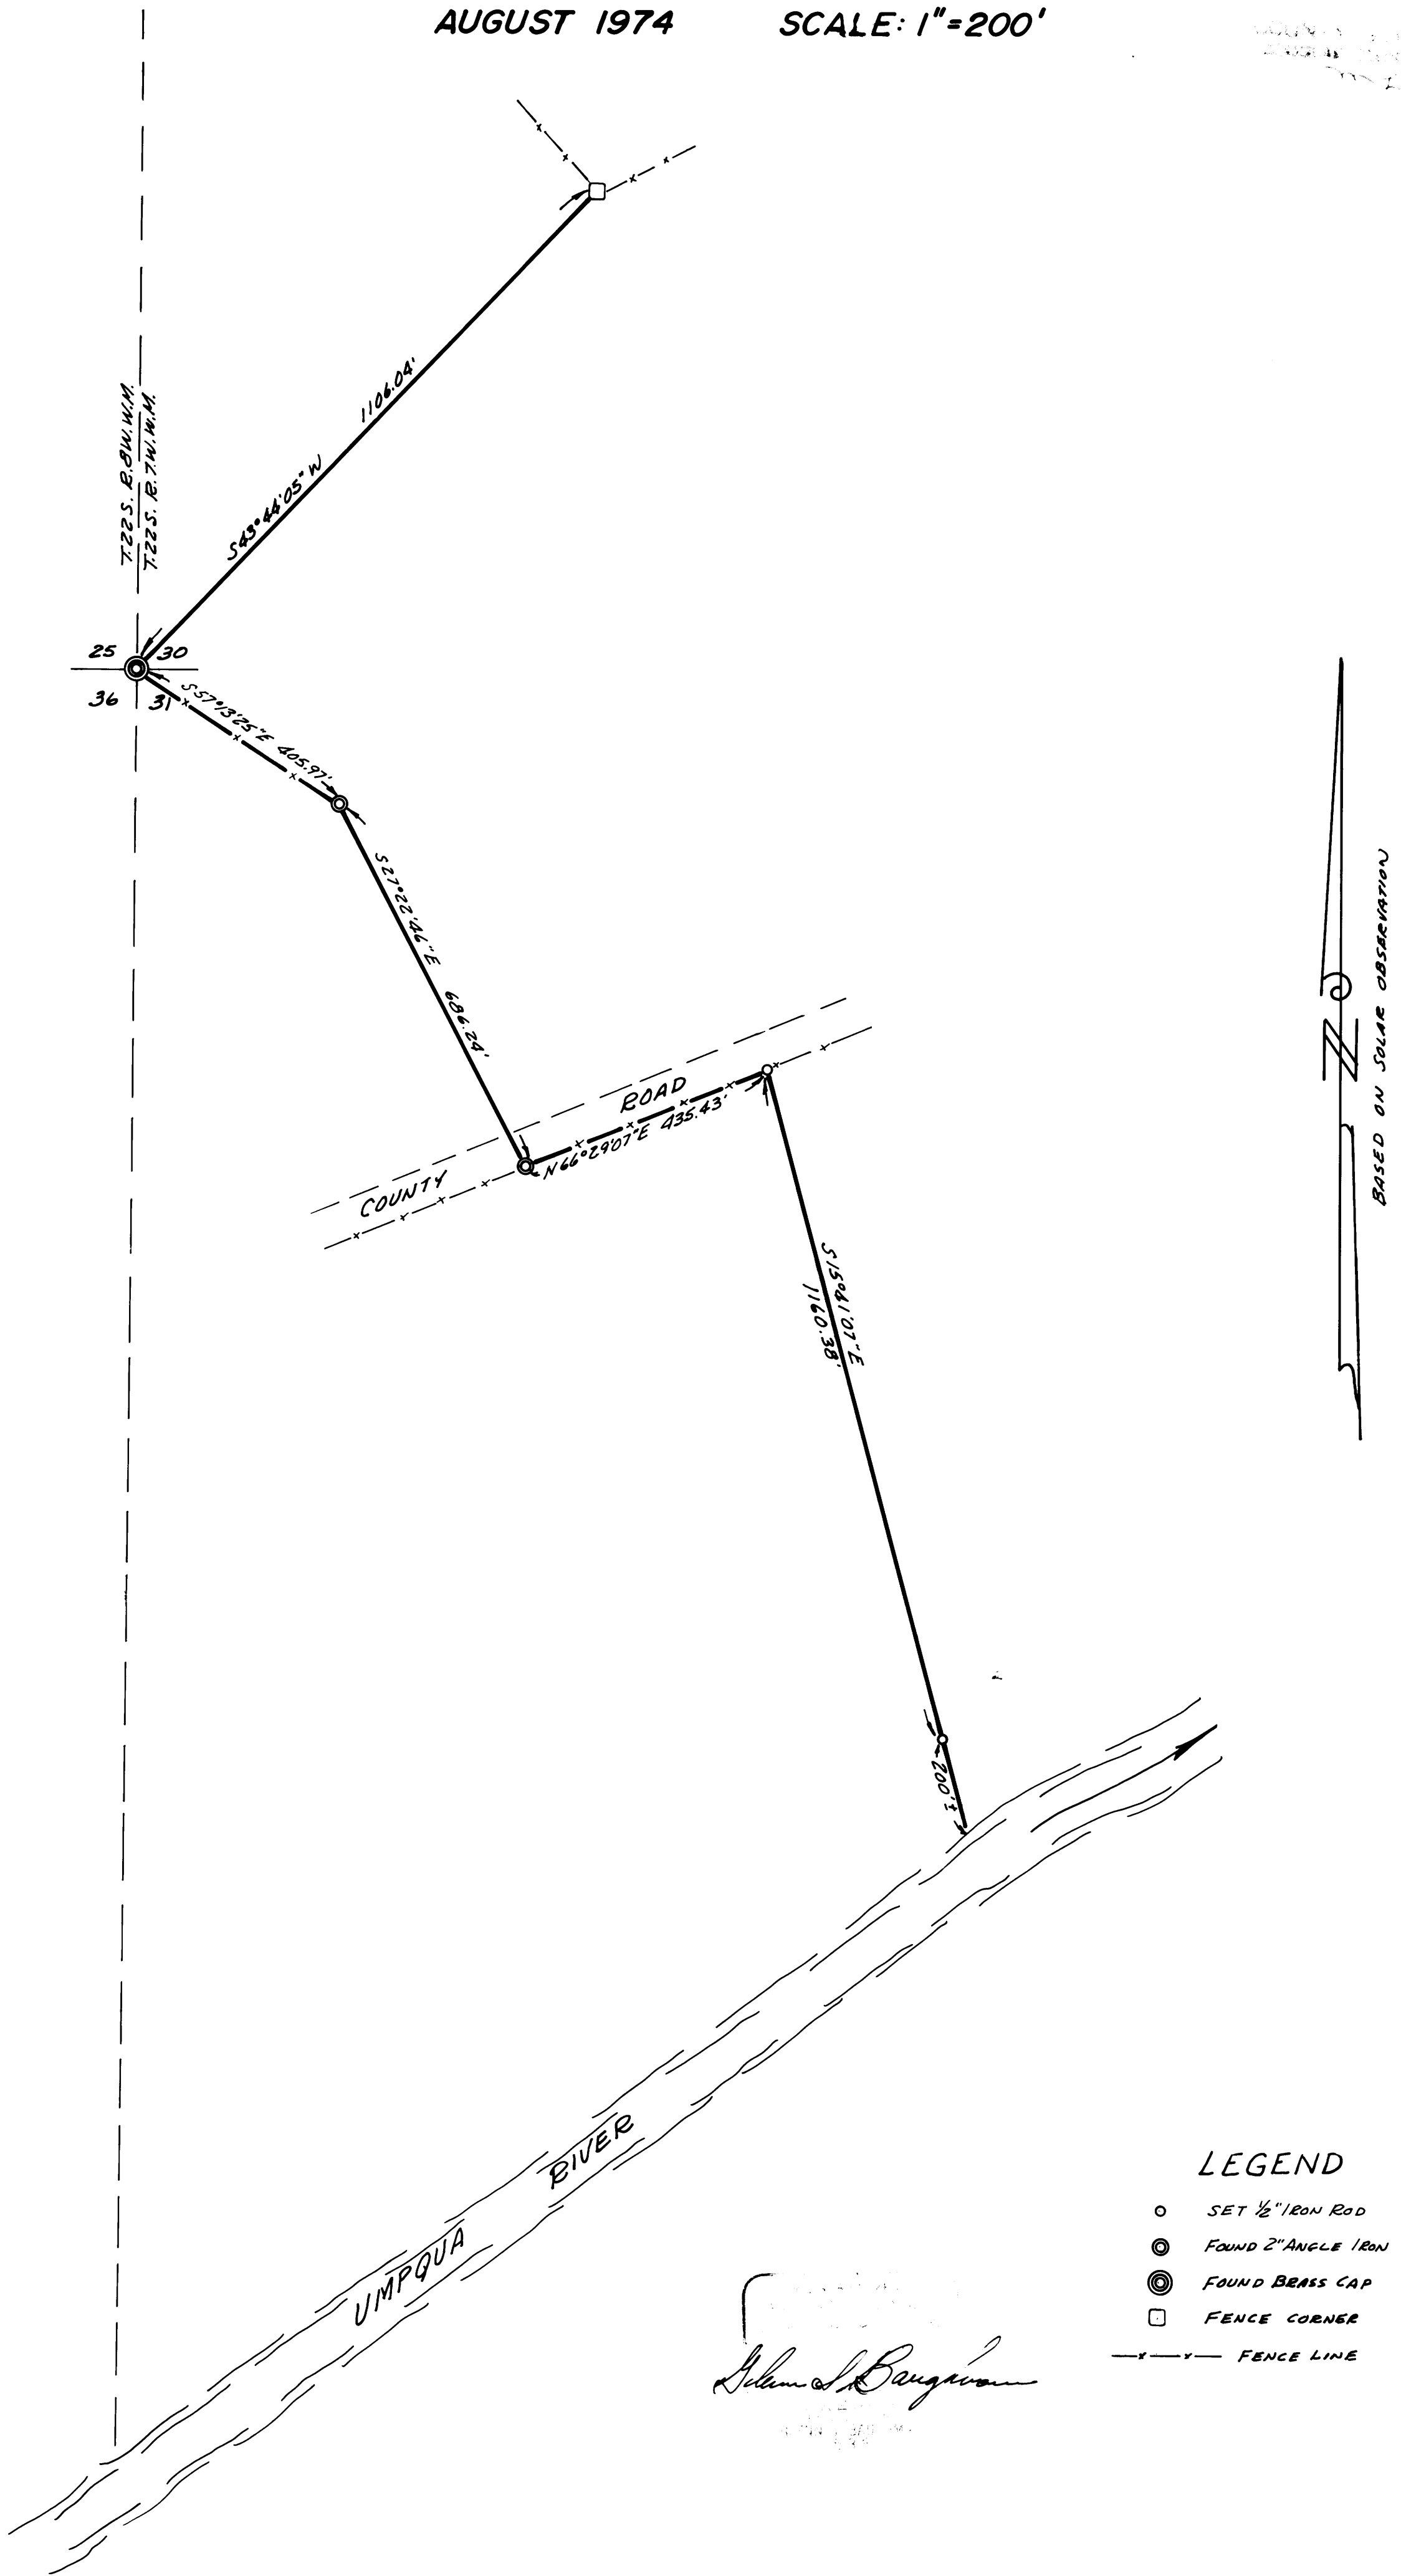 AUGUST 1974 SCALE: 1"=200'
1106.04'
S43°44'05"W
T.22S. R.8W.W.M.
T.22S. R.7.W.W.M.
25 30
36 31
S57°13'25"E 405.97'
S27°22'46"E 686.24'
COUNTY ROAD
N66°29'07"E 435.43'
S15°41'07"E
1160.38'
200'±
N
BASED ON SOLAR OBSERVATION
UMPQUA RIVER
LEGEND
SET ½" IRON ROD
FOUND 2" ANGLE IRON
FOUND BRASS CAP
FENCE CORNER
FENCE LINE